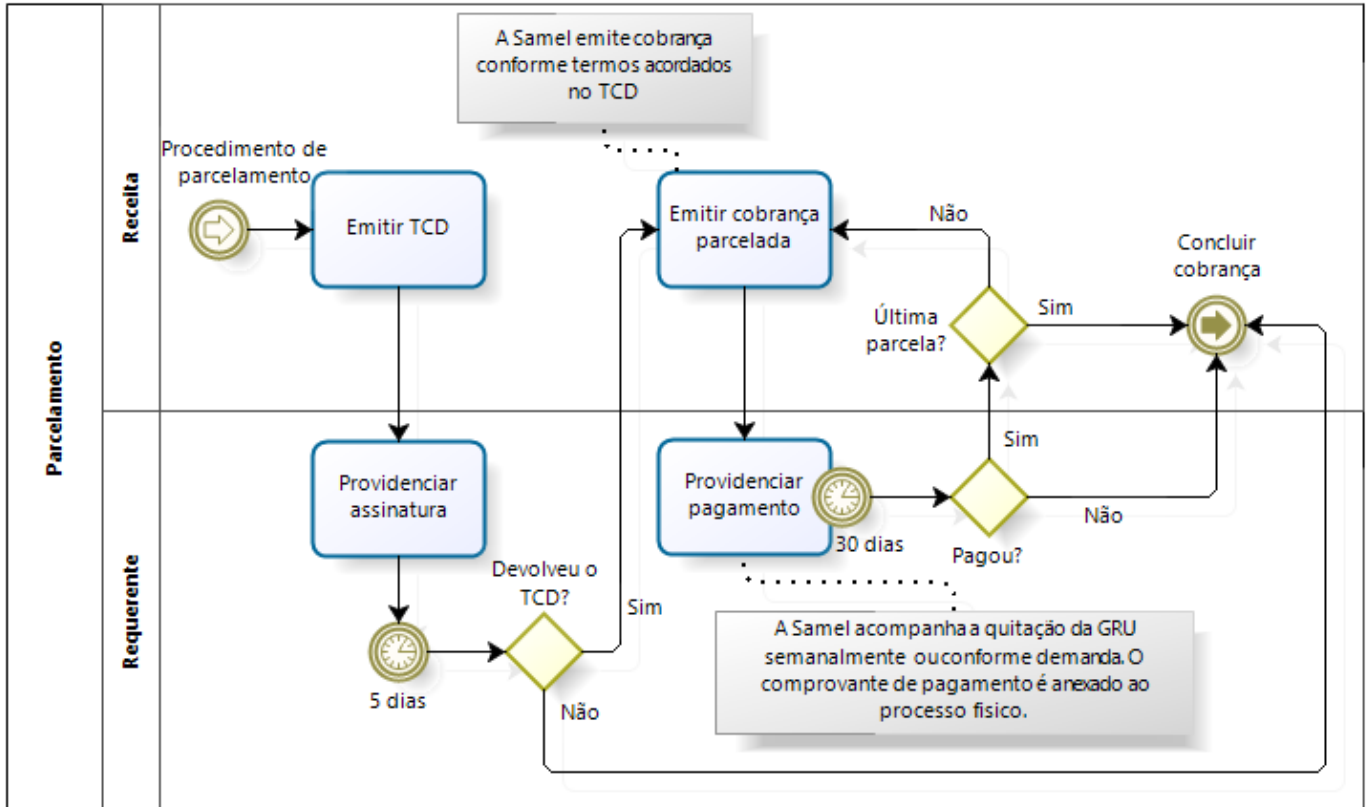 A Samel emite cobrança
conforme termos acordados
no TCD
Procedimento de
parcelamento
Receita
Emitir TCD
Emitir cobrança
parcelada
Não
Concluir
cobrança
Última
parcela?
Sim
Parcelamento
Sim
Requerente
Providenciar
assinatura
Providenciar
pagamento
30 dias
Não
Pagou?
Devolveu o
TCD?
Sim
5 dias
Não
A Samel acompanha a quitação da GRU
semanalmente ou conforme demanda. O
comprovante de pagamento é anexado ao
processo fisico.